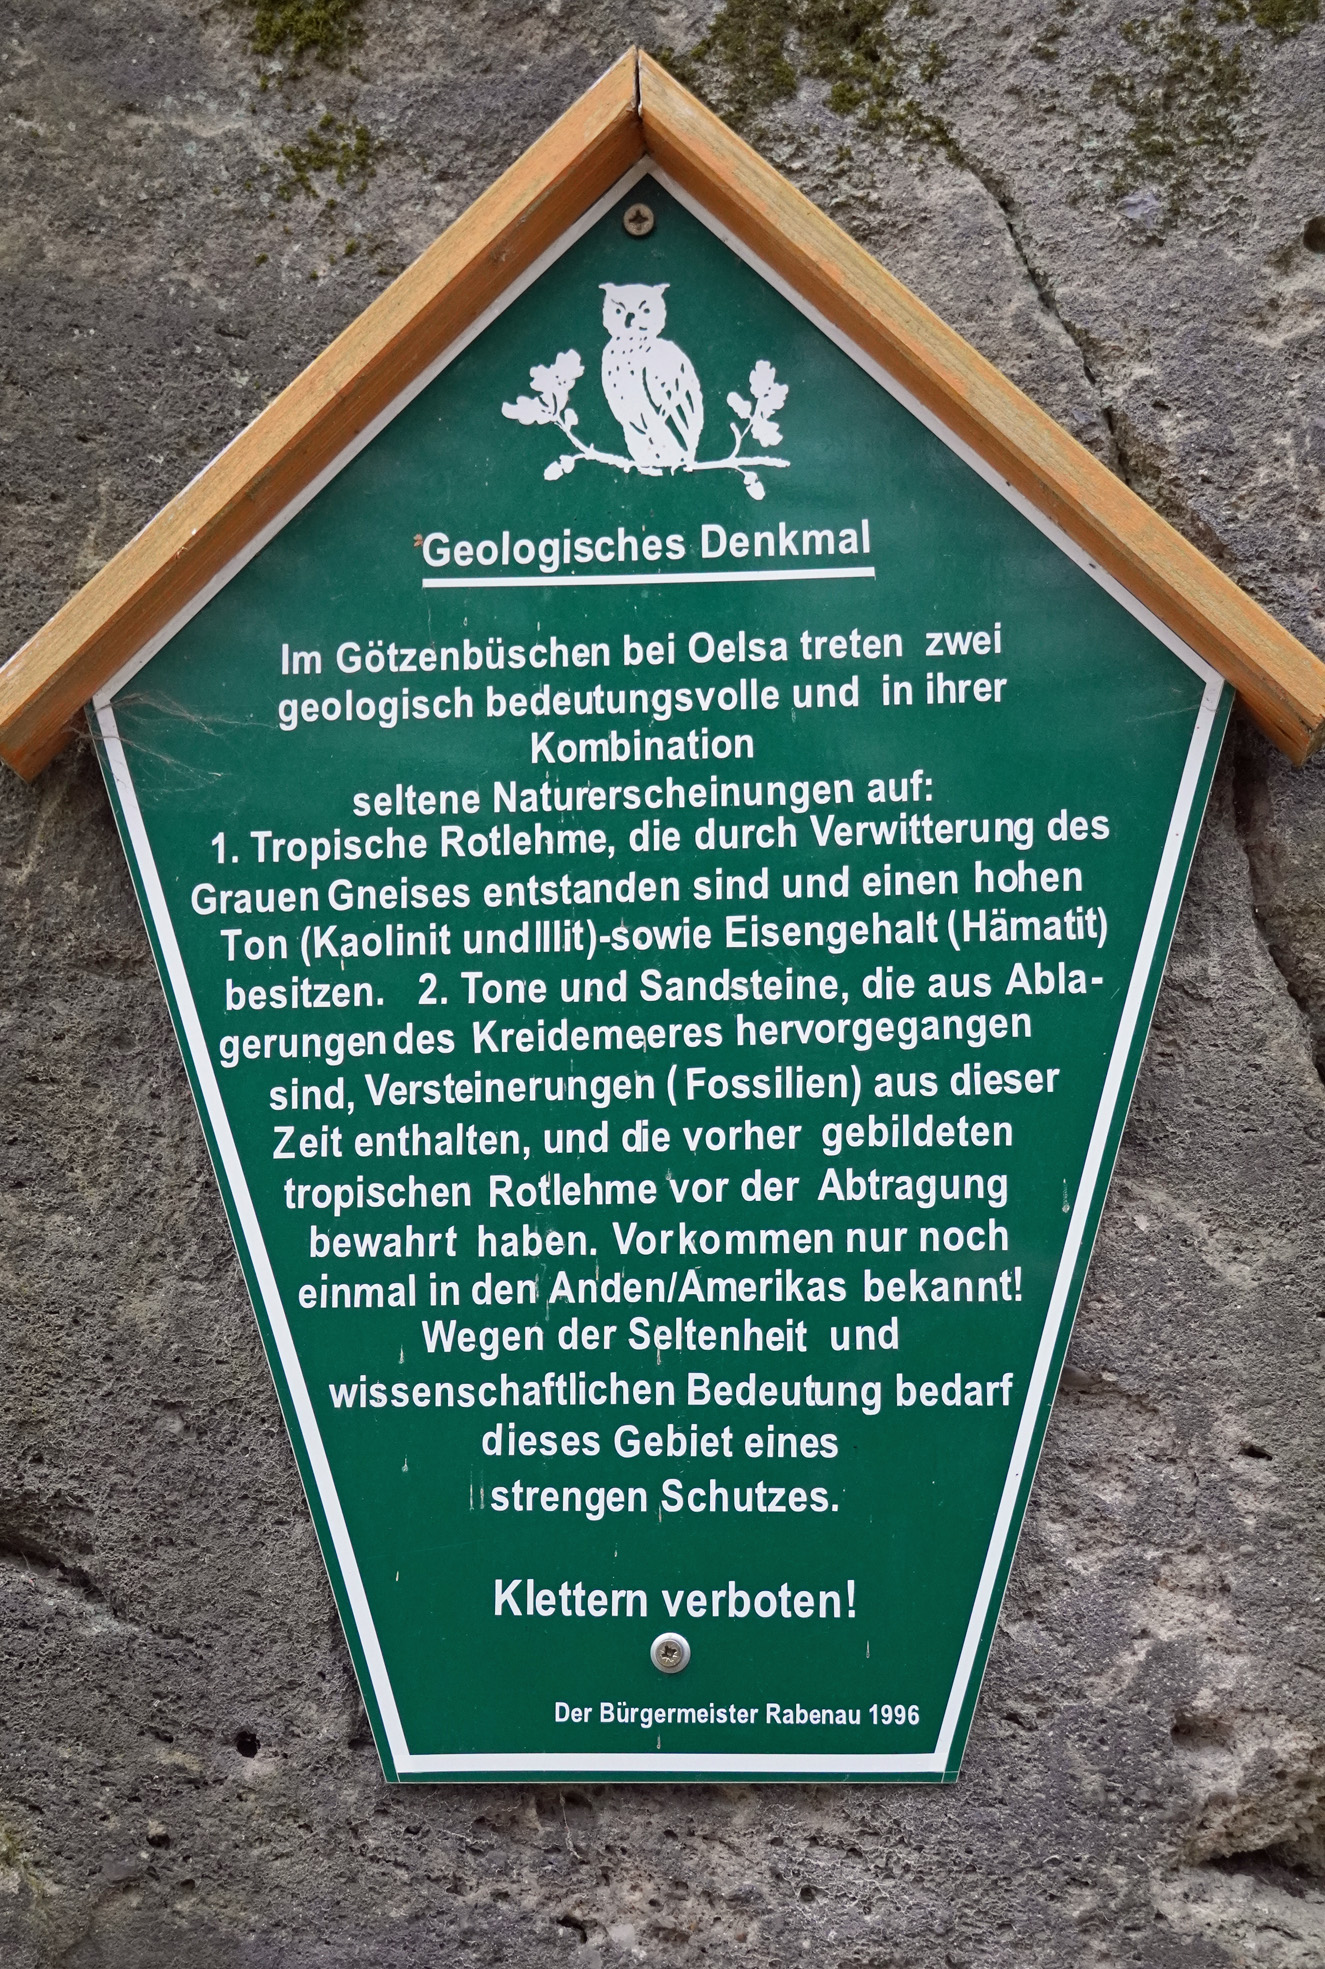 Geologisches Denkmal
Im Götzenbüschen bei Oelsa treten zwei
geologisch bedeutungsvolle und in ihrer
Kombination
seltene Naturerscheinungen auf:
1. Tropische Rotlehme, die durch Verwitterung des
Grauen Gneises entstanden sind und einen hohen
Ton (Kaolinit und Illit)-sowie Eisengehalt (Hämatit)
besitzen. 2. Tone und Sandsteine, die aus Abla-
gerungen des Kreidemeeres hervorgegangen
sind, Versteinerungen (Fossilien) aus dieser
Zeit enthalten, und die vorher gebildeten
tropischen Rotlehme vor der Abtragung
bewahrt haben. Vorkommen nur noch
einmal in den Anden/Amerikas bekannt!
Wegen der Seltenheit und
wissenschaftlichen Bedeutung bedarf
dieses Gebiet eines
strengen Schutzes.
Klettern verboten!
Der Bürgermeister Rabenau 1996